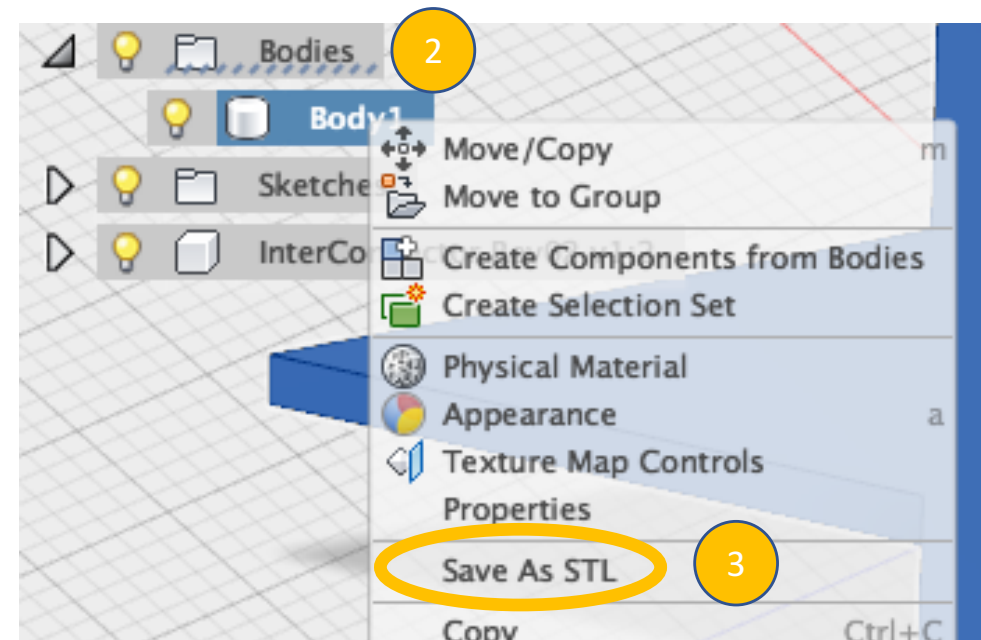 Bodies 2
Body1
Move/Copy m
Sketche
Move to Group
InterCo
Create Components from Bodies
Create Selection Set
Physical Material
Appearance a
Texture Map Controls
Properties
Save As STL 3
Copy Ctrl+C